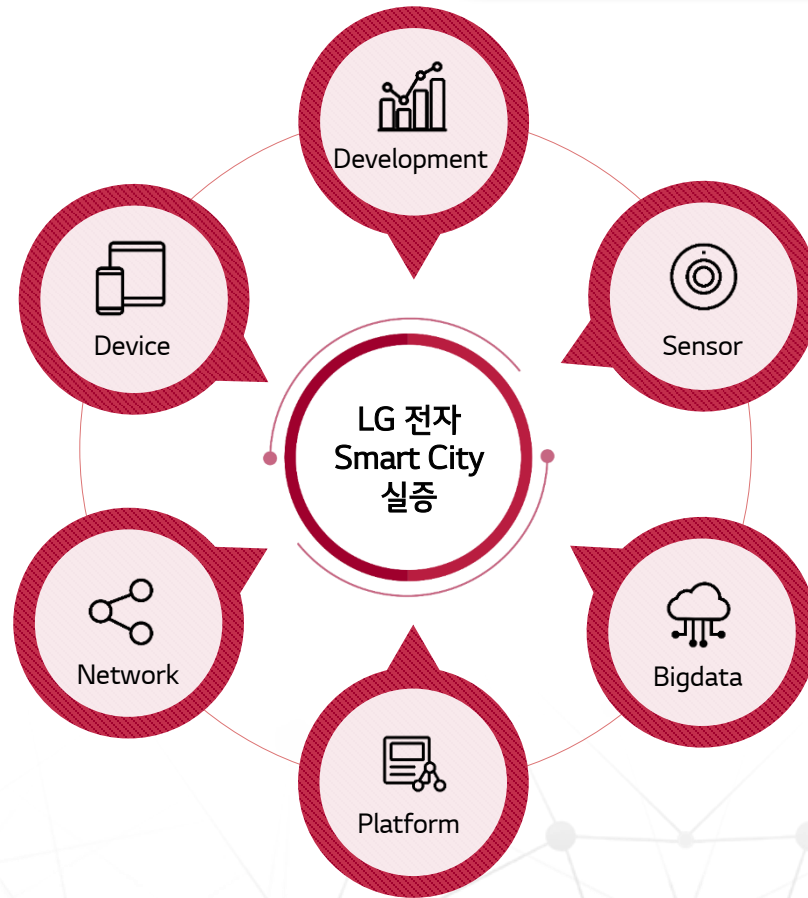 Development
Device
Sensor
LG 전자
Smart City
실증
Network
Bigdata
Platform